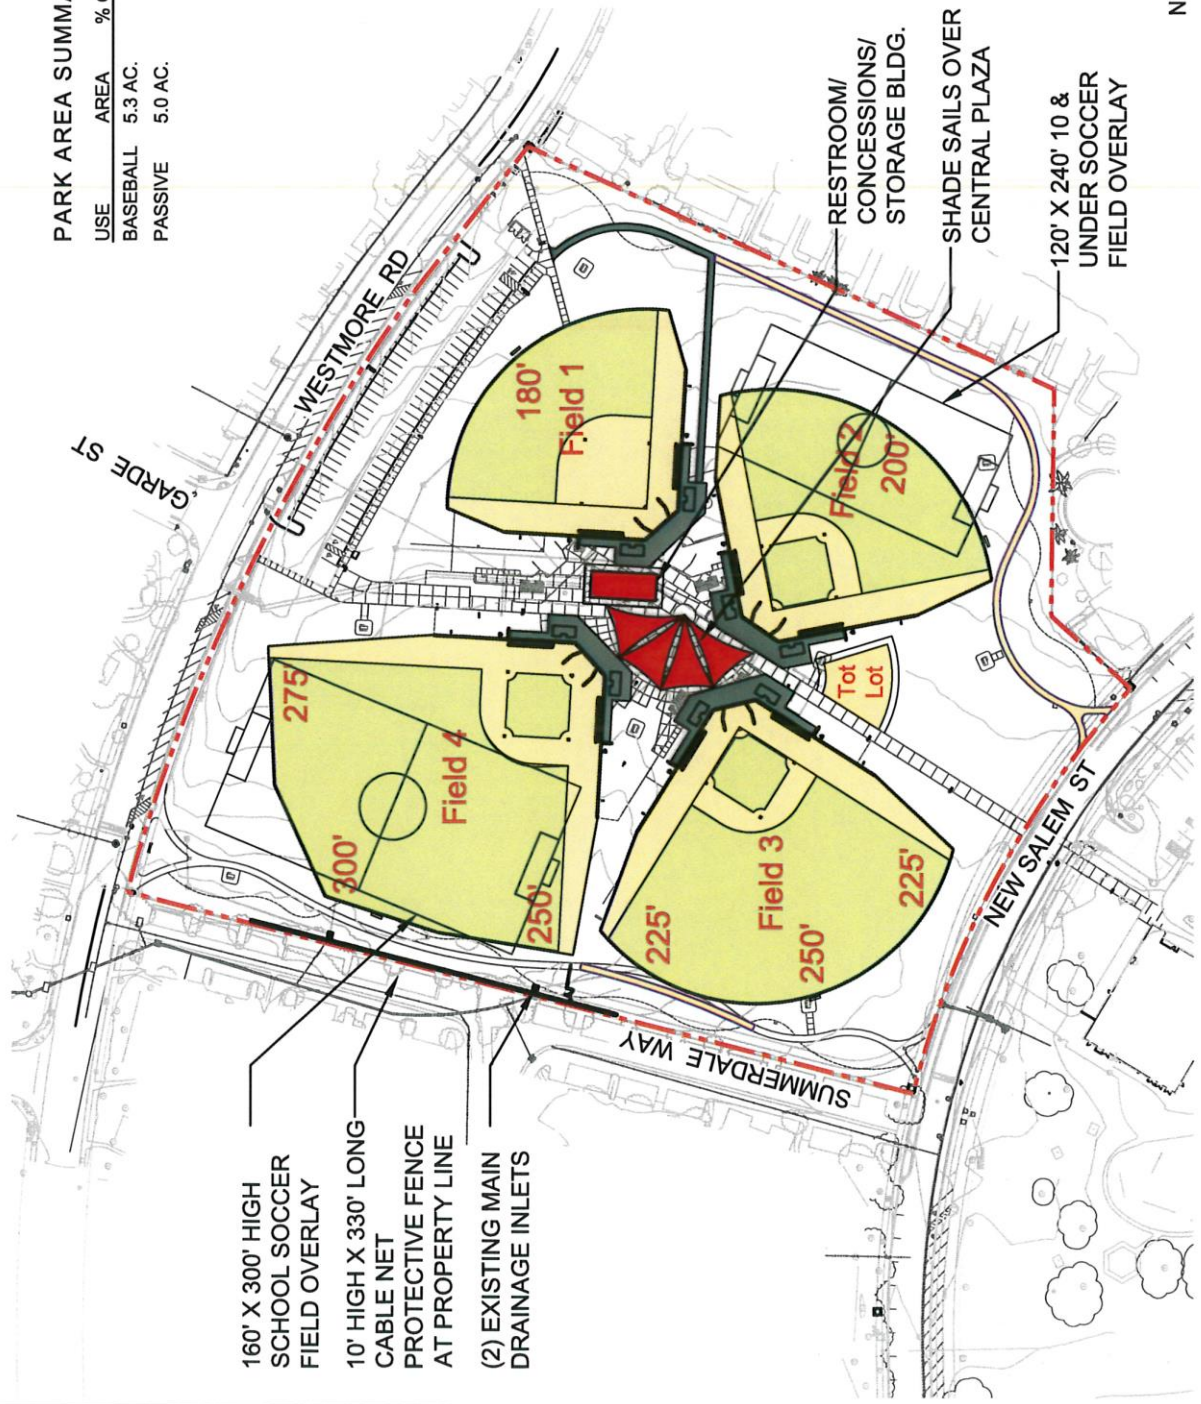 PARK AREA SUMMA
USE AREA %
BASEBALL 5.3 AC.
PASSIVE 5.0 AC.
GARDE ST
WESTMORE RD
180'
Field 1
Field 2
200'
275'
300'
Field 4
250'
225'
Field 3
250'
225'
Tot
Lot
SUMMERDALE WAY
NEW SALEM ST
160' X 300' HIGH
SCHOOL SOCCER
FIELD OVERLAY
10' HIGH X 330' LONG
CABLE NET
PROTECTIVE FENCE
AT PROPERTY LINE
(2) EXISTING MAIN
DRAINAGE INLETS
RESTROOM/
CONCESSIONS/
STORAGE BLDG.
SHADE SAILS OVER
CENTRAL PLAZA
120' X 240' 10 &
UNDER SOCCER
FIELD OVERLAY
N